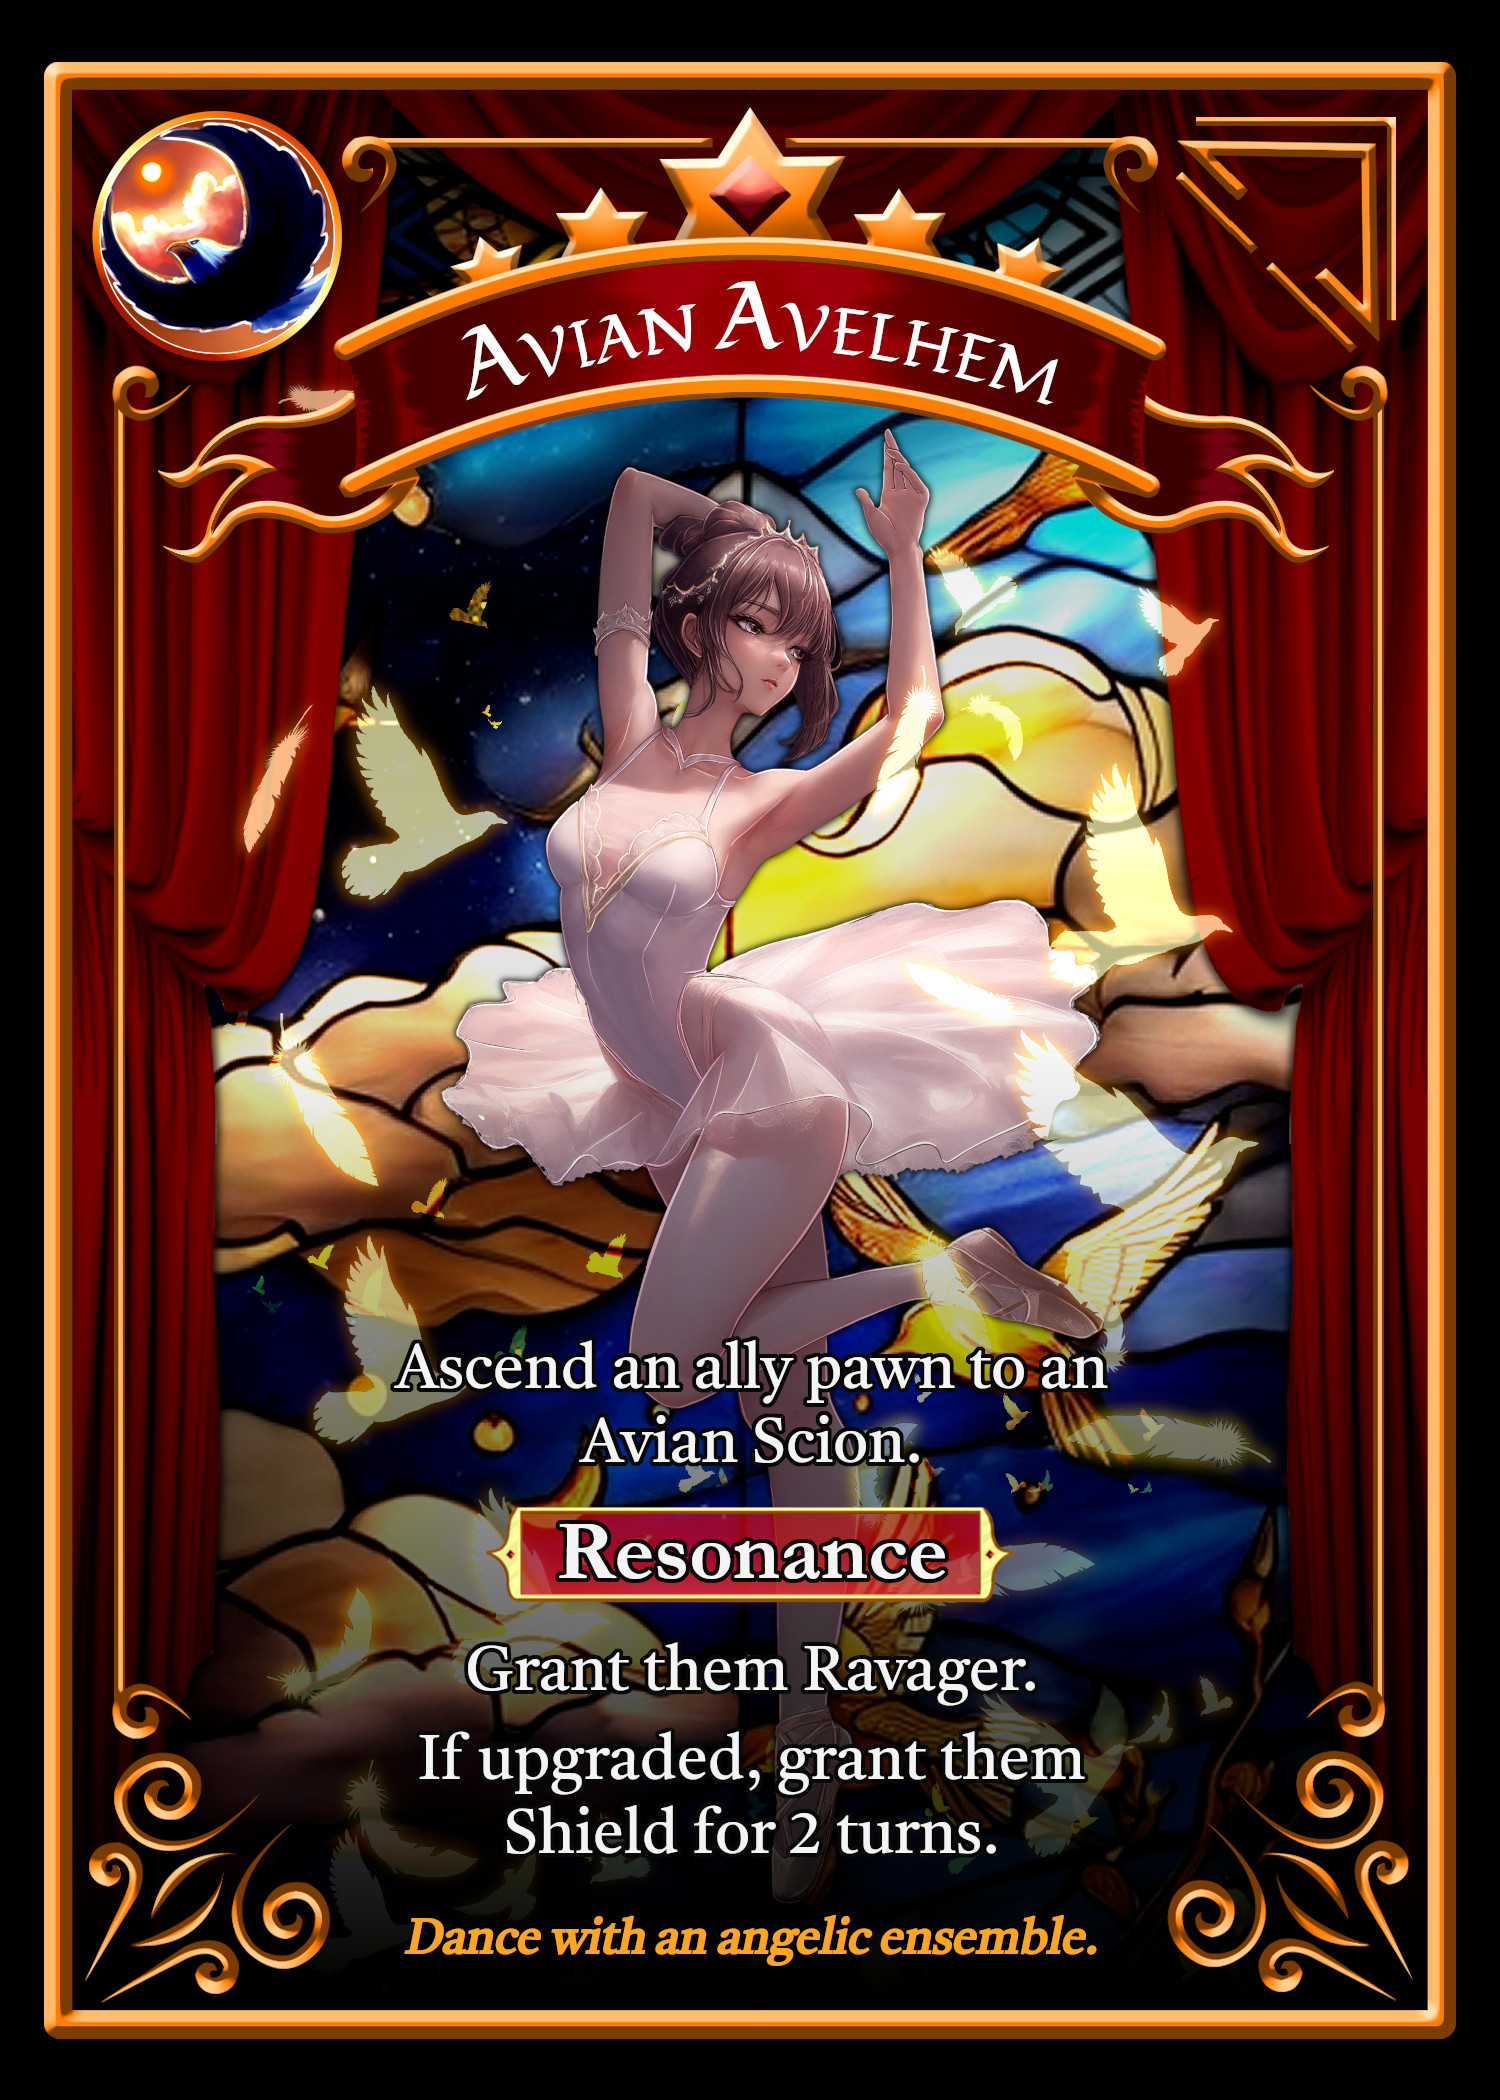 Avian Avelhem
Ascend an ally pawn to an
Avian Scion.
Resonance
Grant them Ravager.
If upgraded, grant them
Shield for 2 turns.
Dance with an angelic ensemble.